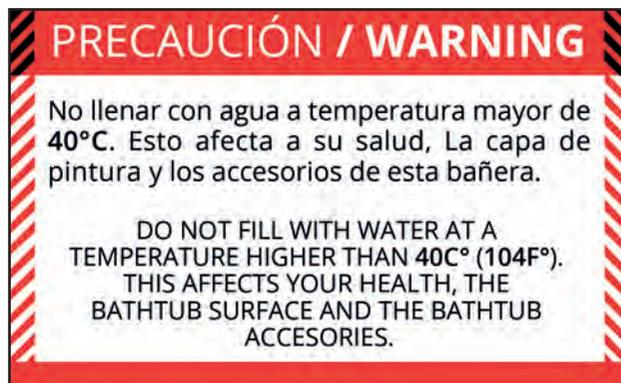 PRECAUCIÓN / WARNING
No llenar con agua a temperatura mayor de
40°C. Esto afecta a su salud, La capa de
pintura y los accesorios de esta bañera.
DO NOT FILL WITH WATER AT A
TEMPERATURE HIGHER THAN 40C° (104F°).
THIS AFFECTS YOUR HEALTH, THE
BATHTUB SURFACE AND THE BATHTUB
ACCESORIES.